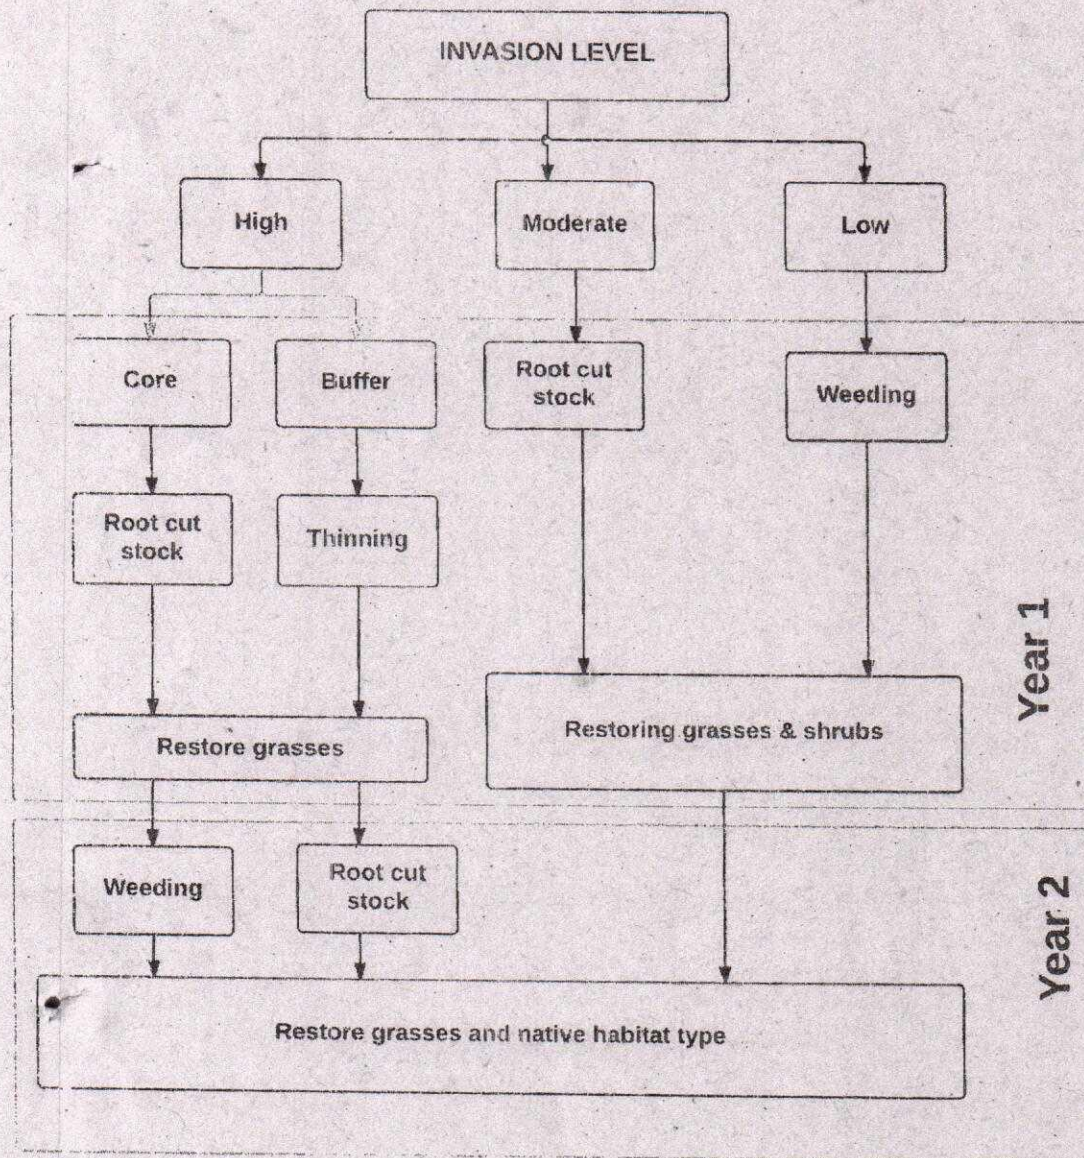 INVASION LEVEL
High
Moderate
Low
Core
Buffer
Root cut
stock
Weeding
Root cut
stock
Thinning
Year 1
Restore grasses
Restoring grasses & shrubs
Weeding
Root cut
stock
Year 2
Restore grasses and native habitat type